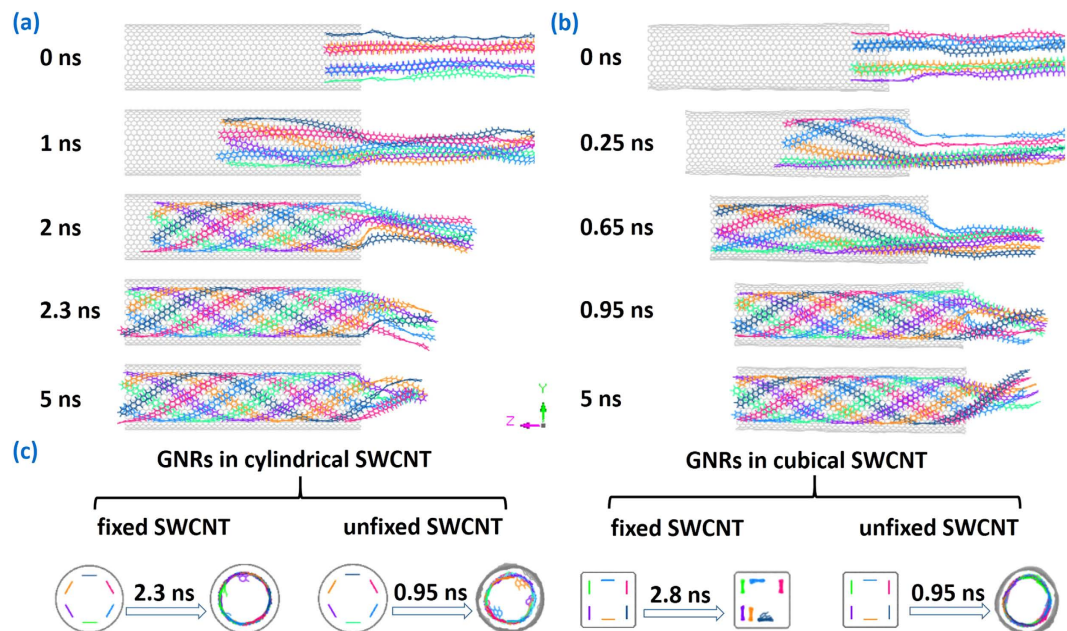 (a)
0 ns
1 ns
2 ns
2.3 ns
5 ns
Y
Z
(b)
0 ns
0.25 ns
0.65 ns
0.95 ns
5 ns
(c)
GNRs in cylindrical SWCNT
fixed SWCNT
unfixed SWCNT
2.3 ns
0.95 ns
GNRs in cubical SWCNT
fixed SWCNT
unfixed SWCNT
2.8 ns
0.95 ns